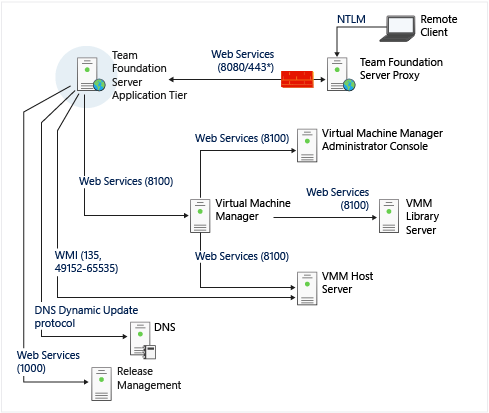 NTLM
Remote
Client
Team
Foundation
Server
Application Tier
Web Services
(8080/443*)
Team Foundation
Server Proxy
Web Services (8100)
Virtual Machine Manager
Administrator Console
Web Services (8100)
Virtual Machine
Manager
Web Services
(8100)
VMM
Library
Server
WMI (135,
49152-65535)
Web Services (8100)
VMM Host
Server
DNS Dynamic Update
protocol
DNS
Web Services
(1000)
Release
Management